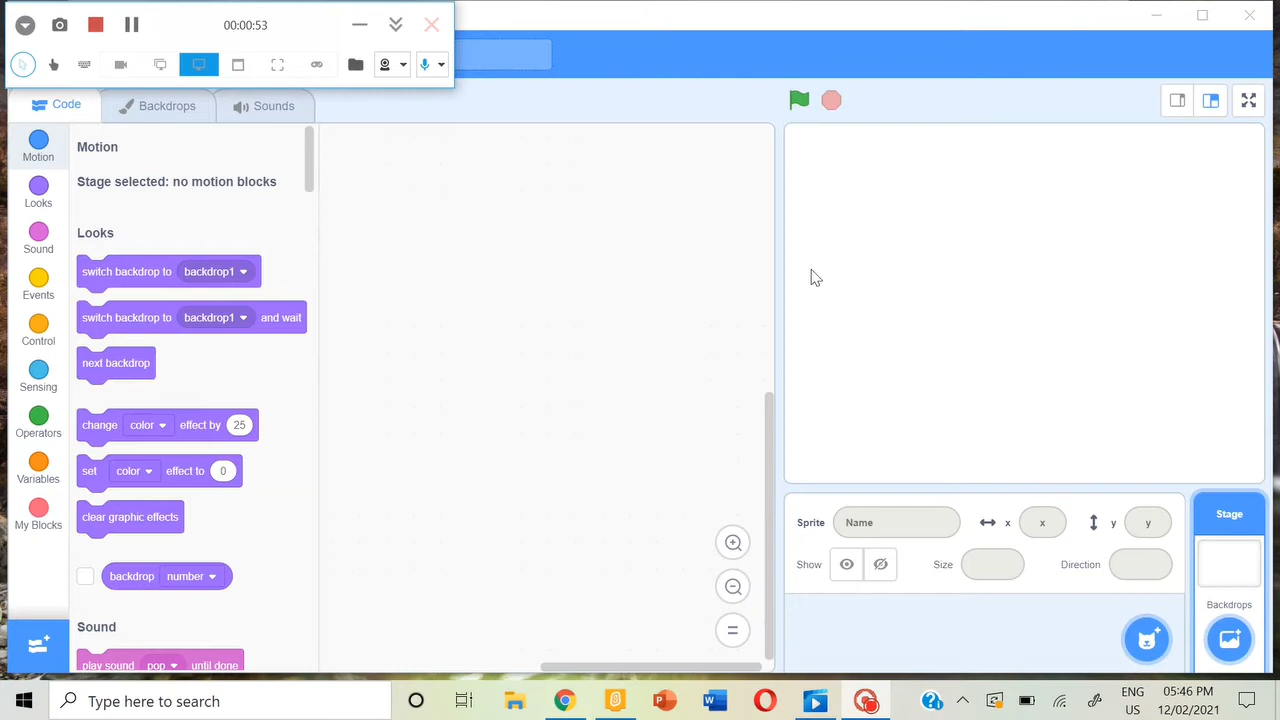 00:00:53
Code
Backdrops
Sounds
Motion
Looks
Sound
Events
Control
Sensing
Operators
Variables
My Blocks
Motion
Stage selected: no motion blocks
Looks
switch backdrop to backdrop1
switch backdrop to backdrop1 and wait
next backdrop
change color effect by 25
set color effect to 0
clear graphic effects
backdrop number
Sound
play sound pop until done
Sprite Name x x y y
Show Size Direction
Stage
Backdrops
Type here to search
ENG
US
05:46 PM
12/02/2021